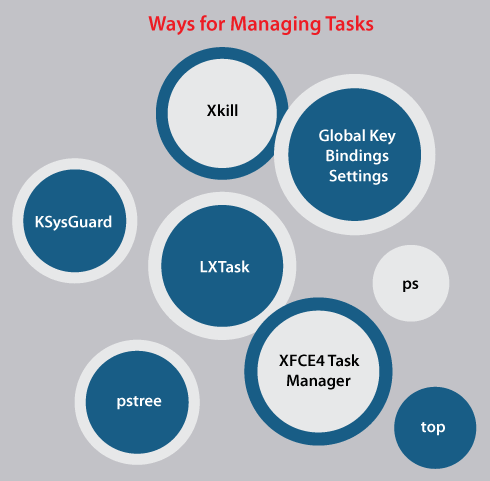 Ways for Managing Tasks
Xkill
Global Key
Bindings
Settings
KSysGuard
LXTask
ps
XFCE4 Task
Manager
pstree
top